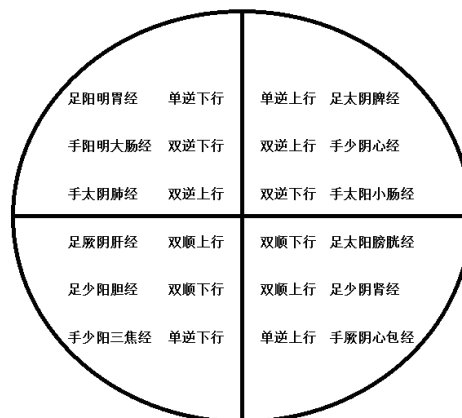 足阳明胃经 单逆下行 单逆上行 足太阴脾经
手阳明大肠经 双逆下行 双逆上行 手少阴心经
手太阴肺经 双逆上行 双逆下行 手太阳小肠经
足厥阴肝经 双顺上行 双顺下行 足太阳膀胱经
足少阳胆经 双顺下行 双顺上行 足少阴肾经
手少阳三焦经 单逆下行 单逆上行 手厥阴心包经